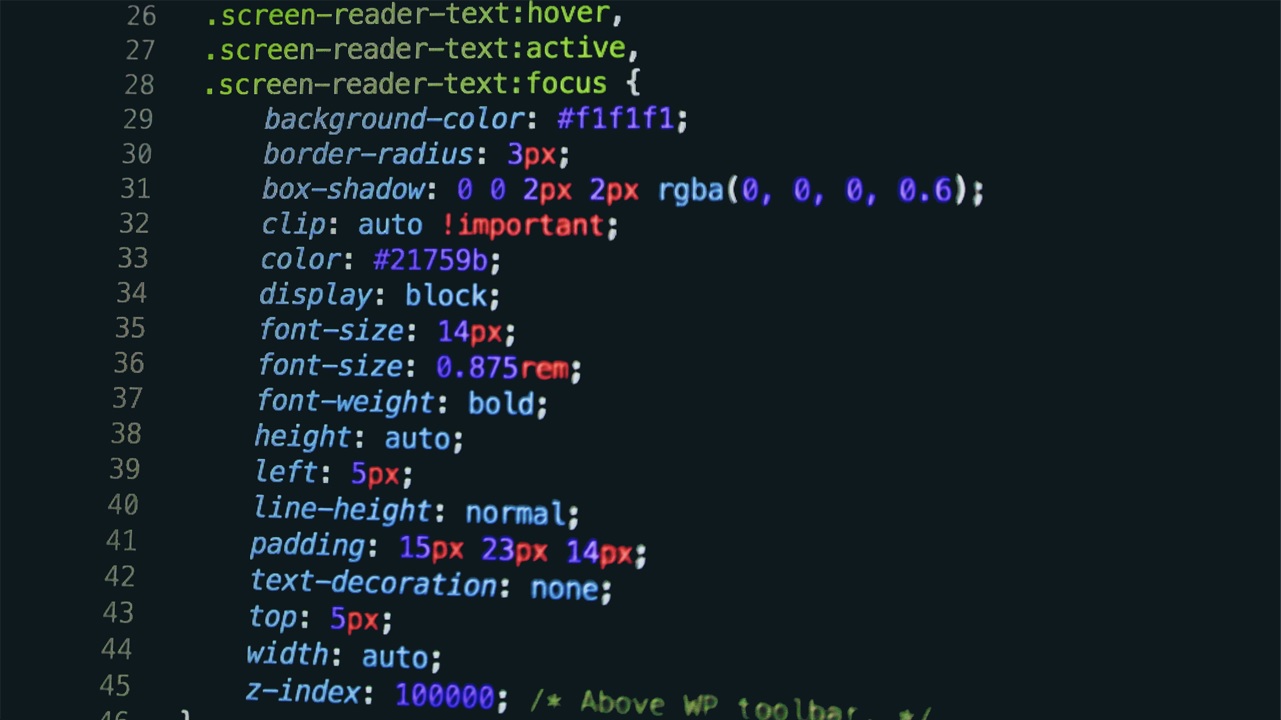 26 .screen-reader-text:hover,
27 .screen-reader-text:active,
28 .screen-reader-text:focus {
29 background-color: #f1f1f1;
30 border-radius: 3px;
31 box-shadow: 0 0 2px 2px rgba(0, 0, 0, 0.6);
32 clip: auto !important;
33 color: #21759b;
34 display: block;
35 font-size: 14px;
36 font-size: 0.875rem;
37 font-weight: bold;
38 height: auto;
39 left: 5px;
40 line-height: normal;
41 padding: 15px 23px 14px;
42 text-decoration: none;
43 top: 5px;
44 width: auto;
45 z-index: 100000; /* Above WP toolbar. */
46 }